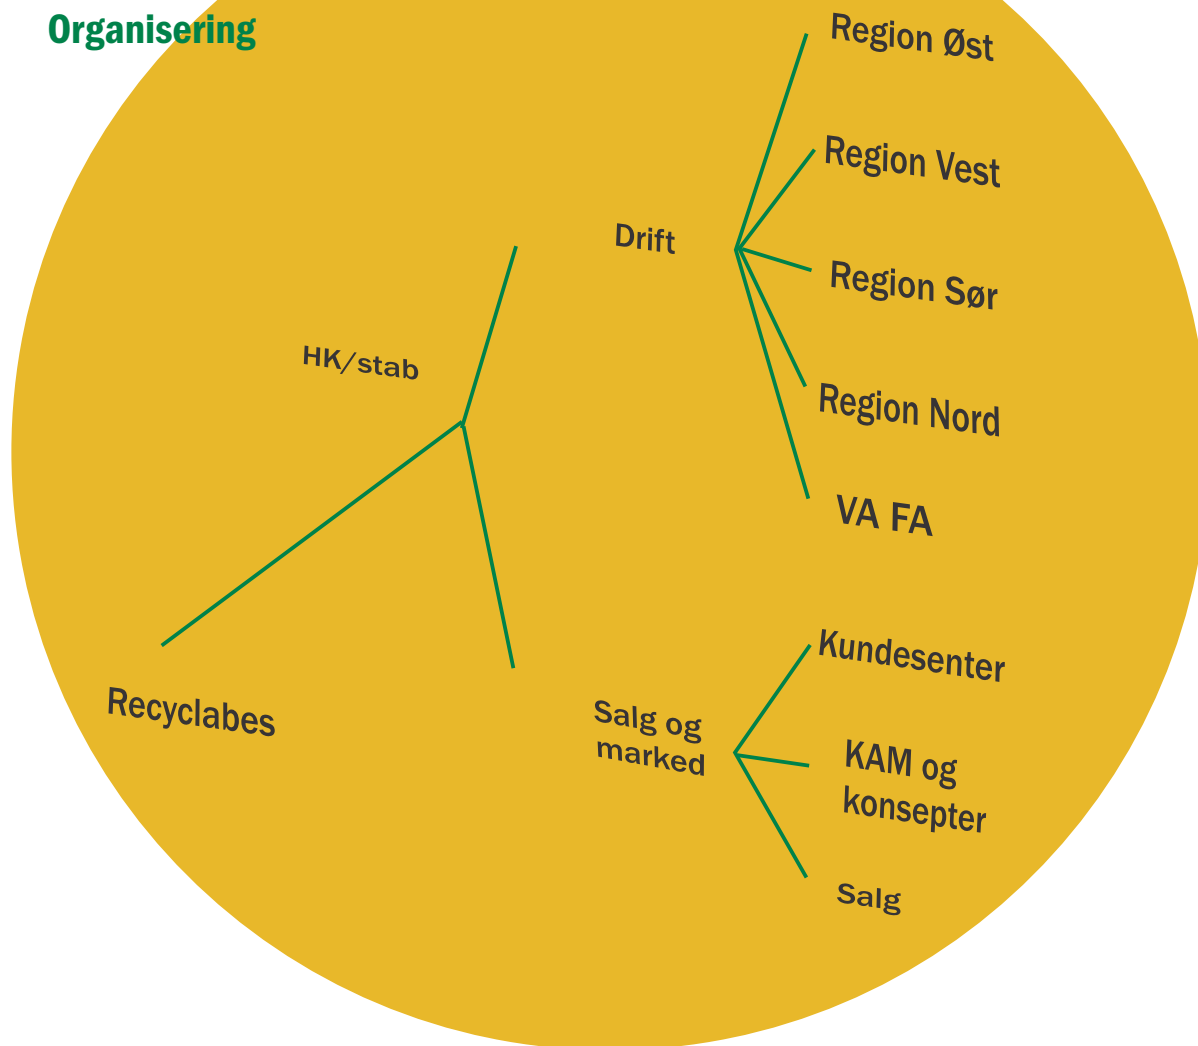 Organisering
Region Øst
Region Vest
Drift
Region Sør
HK/stab
Region Nord
VA FA
Kundesenter
Recyclabes
Salg og
marked
KAM og
konsepter
Salg